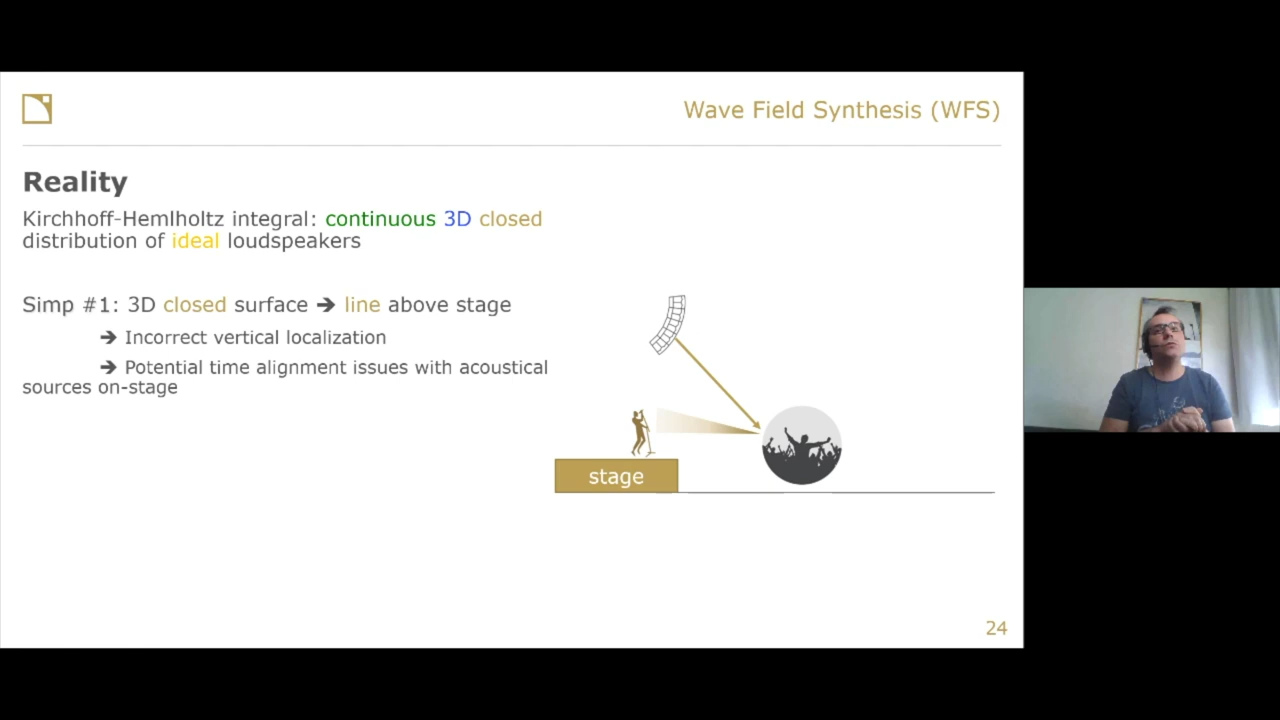 Wave Field Synthesis (WFS)
Reality
Kirchhoff-Hemlholtz integral: continuous 3D closed
distribution of ideal loudspeakers
Simp #1: 3D closed surface ➔ line above stage
➔ Incorrect vertical localization
➔ Potential time alignment issues with acoustical
sources on-stage
stage
24